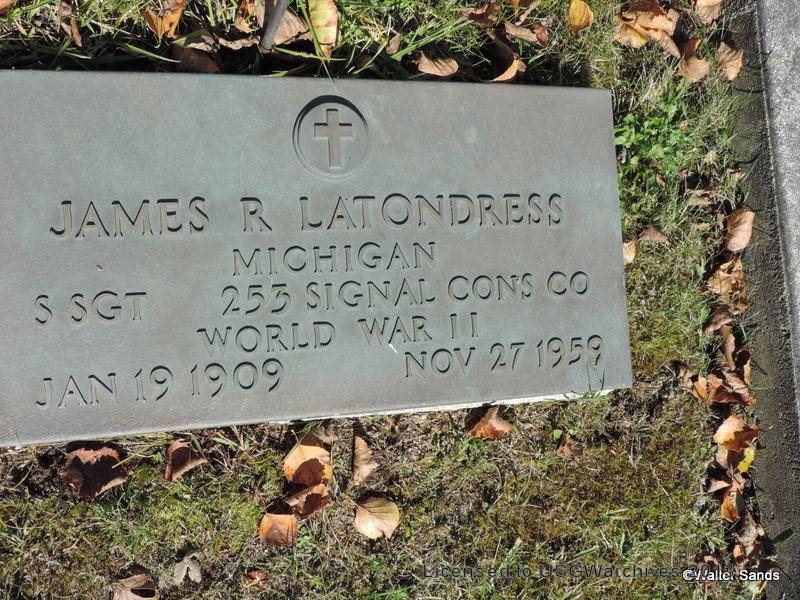 JAMES R LATONDRESS
MICHIGAN
S SGT 253 SIGNAL CONS CO
WORLD WAR II
JAN 19 1909 NOV 27 1959
Licensed to USGWarchives
Sands